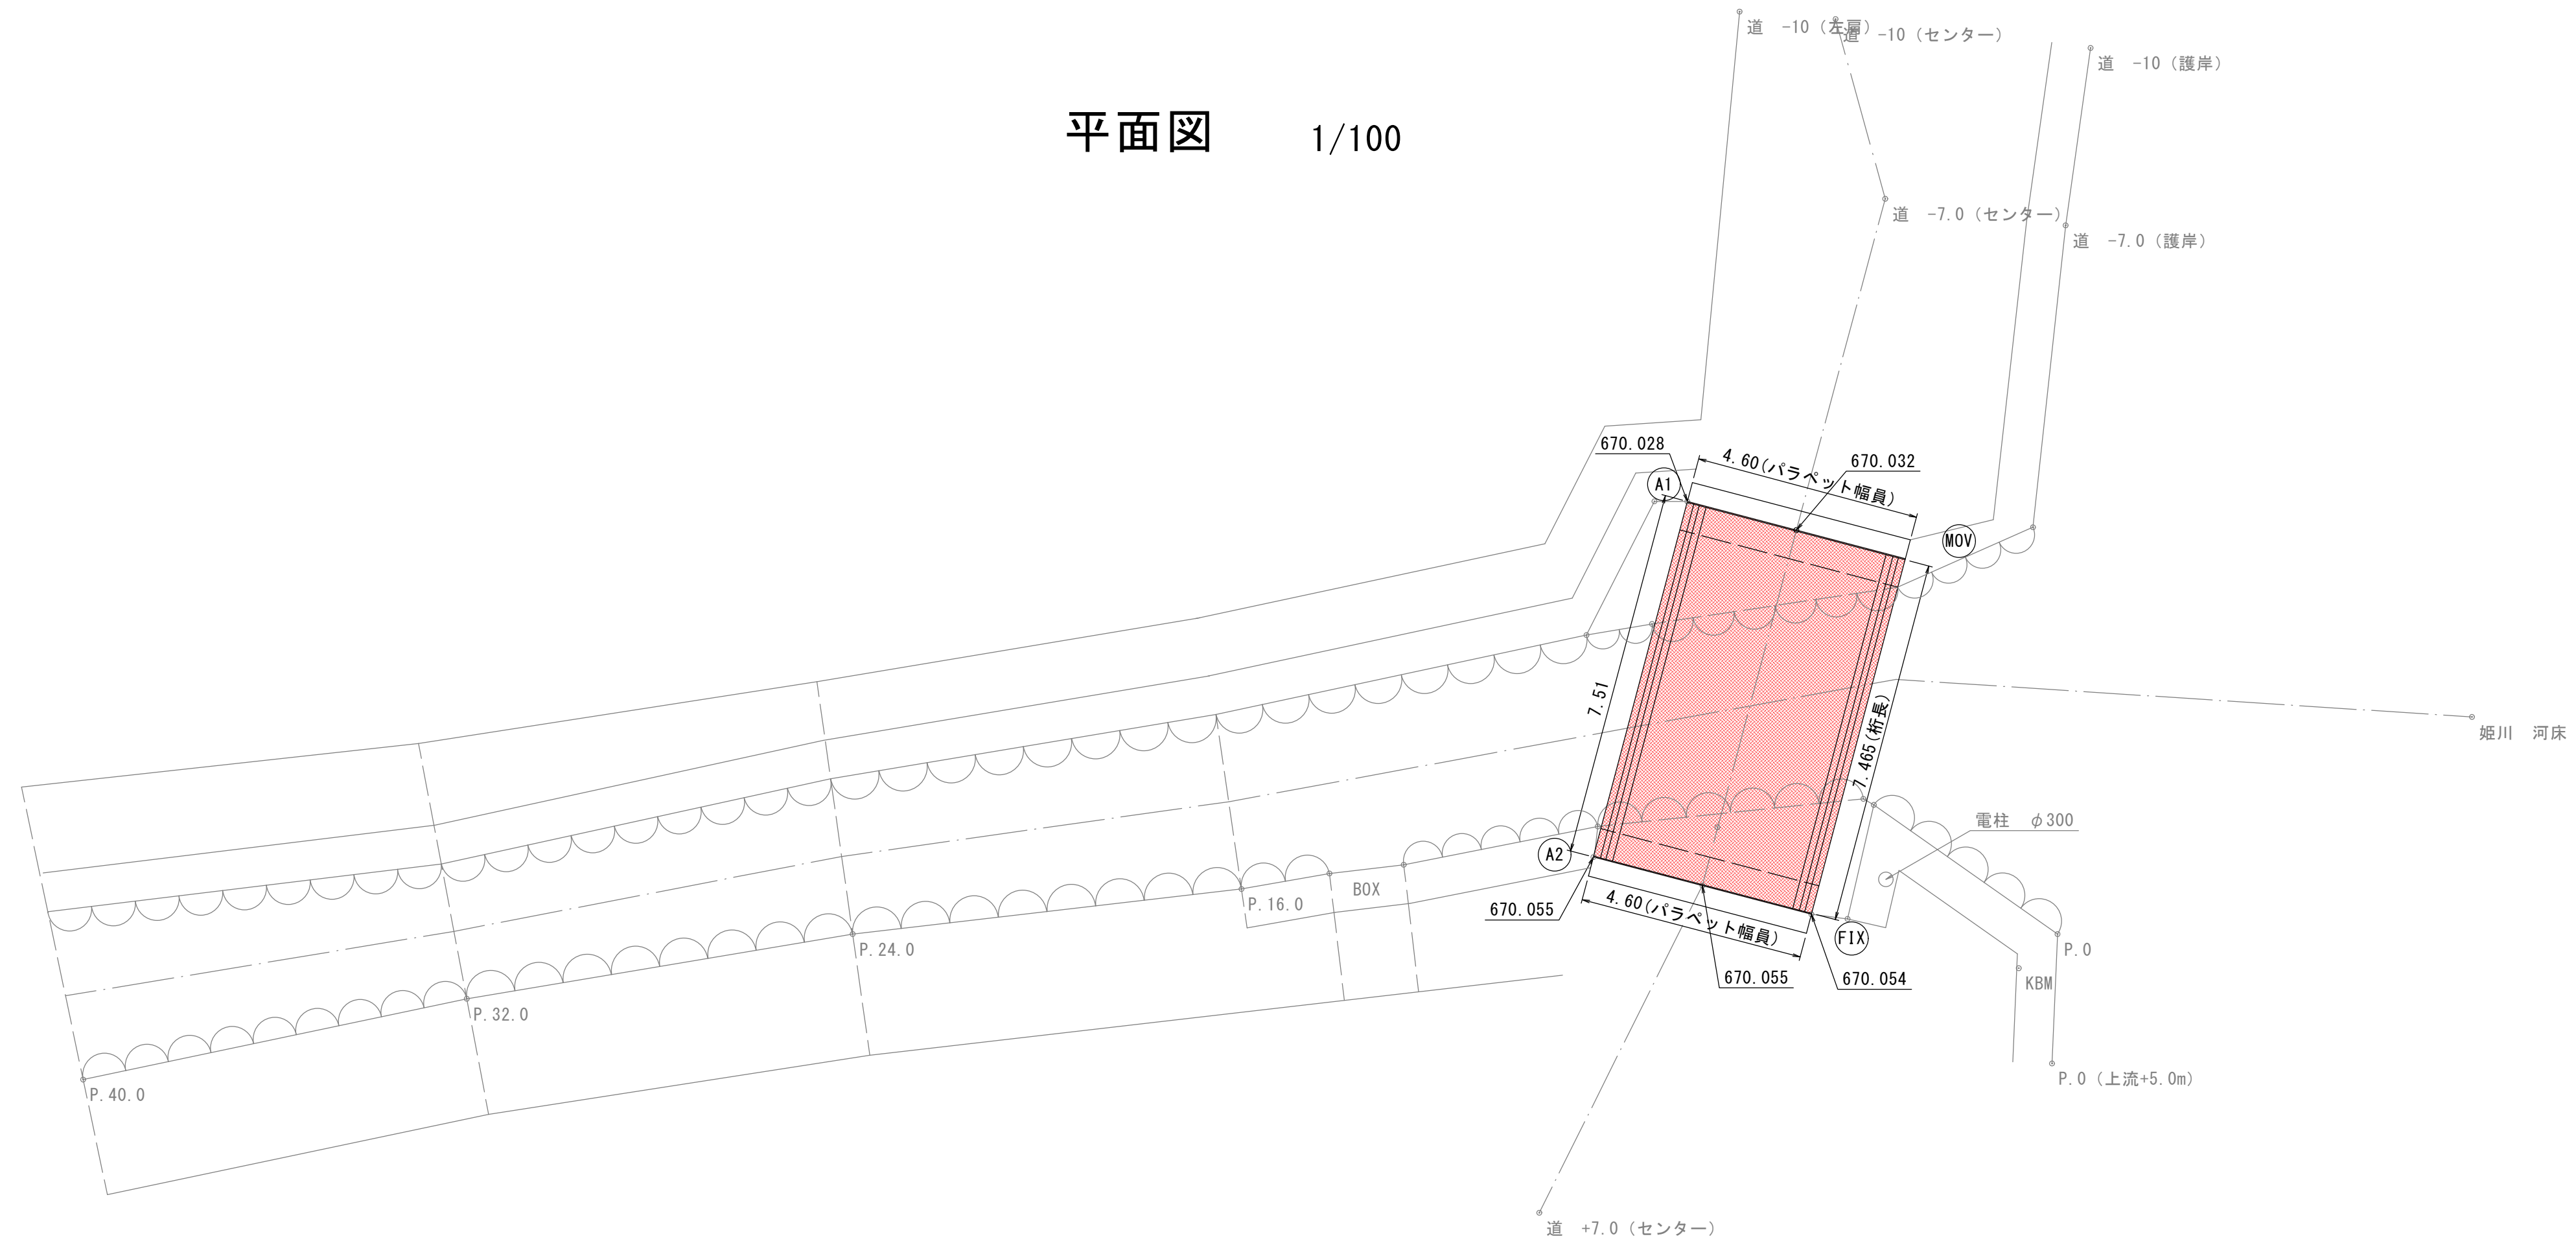 道　-10（左肩）
道　-10（センター）
道　-10（護岸）
平面図　1/100
道　-7.0（センター）
道　-7.0（護岸）
670.028
4.60(パラペット幅員)
670.032
A1
MOV
7.51
7.465(桁長)
姫川　河床
電柱　φ300
A2
BOX
P.16.0
4.60(パラペット幅員)
670.055
FIX
P.24.0
P.0
670.055
670.054
KBM
P.32.0
P.0（上流+5.0m）
P.40.0
道　+7.0（センター）